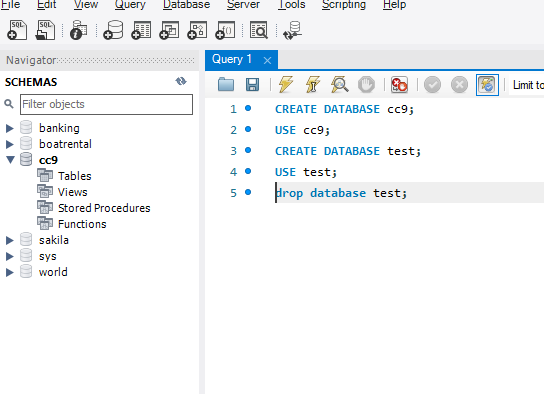 File Edit View Query Database Server Tools Scripting Help
Navigator
SCHEMAS
Filter objects
banking
boatrental
cc9
Tables
Views
Stored Procedures
Functions
sakila
sys
world
Query 1
Limit to
1 CREATE DATABASE cc9;
2 USE cc9;
3 CREATE DATABASE test;
4 USE test;
5 drop database test;